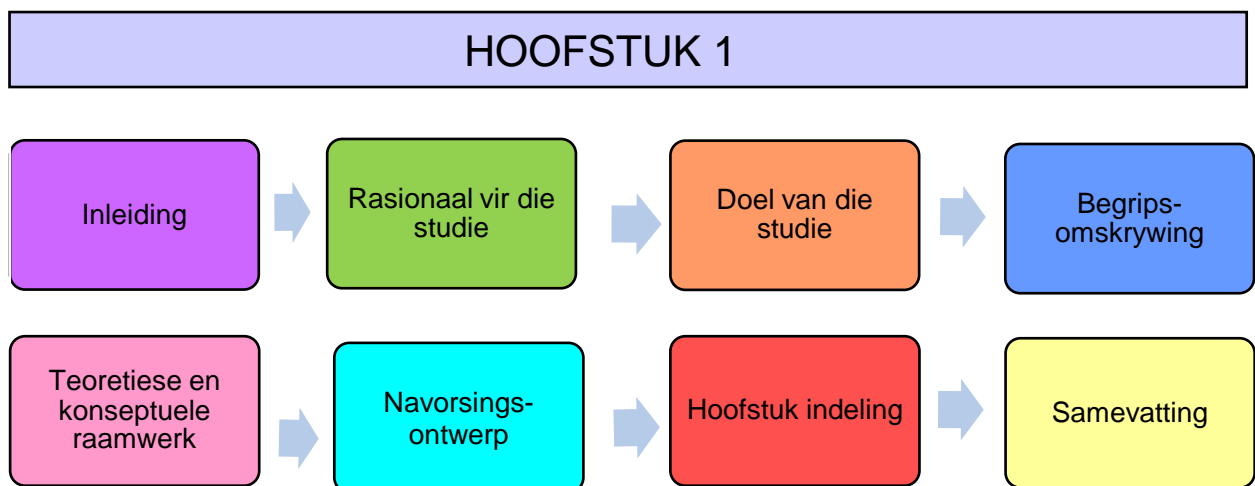 HOOFSTUK 1
Inleiding
Rasionaal vir die
studie
Doel van die
studie
Begrips-
omskrywing
Teoretiese en
konseptuele
raamwerk
Navorsings-
ontwerp
Hoofstuk indeling
Samevatting